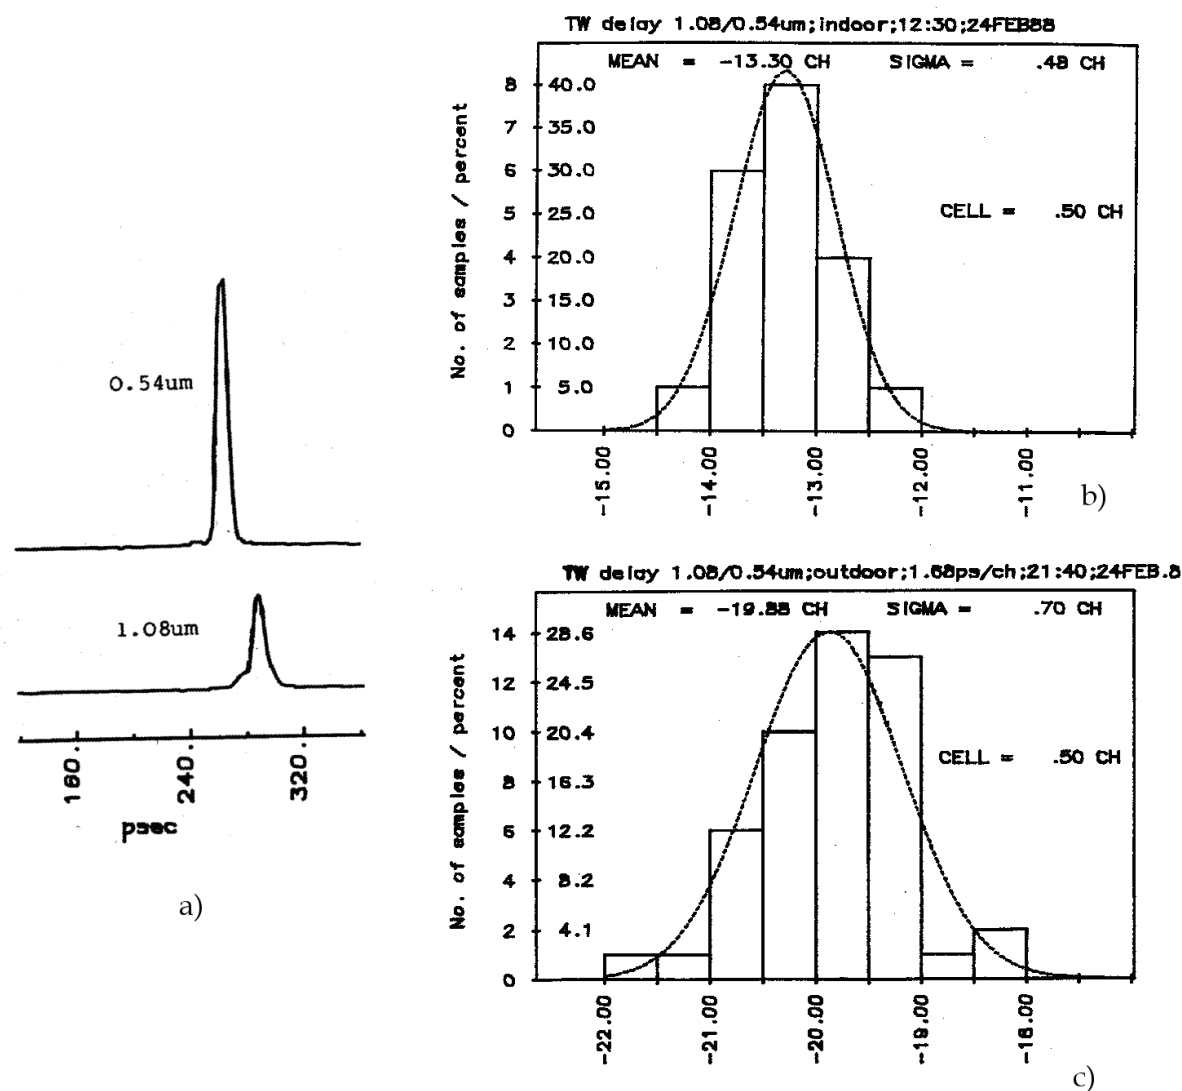 0.54um
1.08um
160. 240. 320.
psec
a)
TW delay 1.08/0.54um;indoor;12:30;24FEB88
MEAN = -13.30 CH SIGMA = .48 CH
CELL = .50 CH
No. of samples / percent
8 40.0
7 35.0
6 30.0
5 25.0
4 20.0
3 15.0
2 10.0
1 5.0
0
-15.00 -14.00 -13.00 -12.00 -11.00
b)
TW delay 1.08/0.54um;outdoor;1.68ps/ch;21:40;24FEB.8
MEAN = -19.88 CH SIGMA = .70 CH
CELL = .50 CH
No. of samples / percent
14 28.6
12 24.5
10 20.4
8 16.3
6 12.2
4 8.2
2 4.1
0
-22.00 -21.00 -20.00 -19.00 -18.00
c)